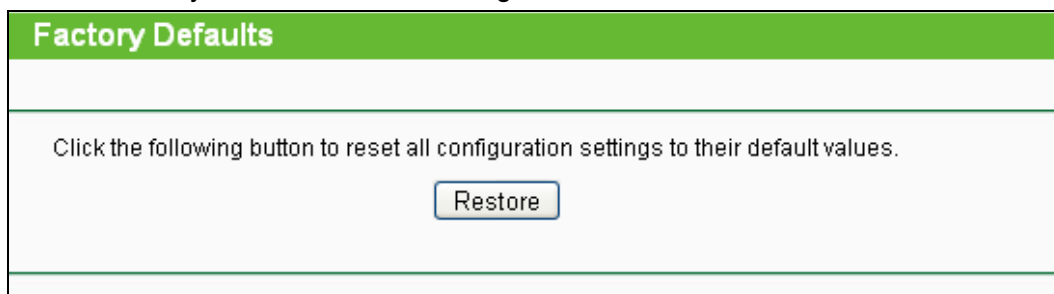 Factory Defaults
Click the following button to reset all configuration settings to their default values.
Restore